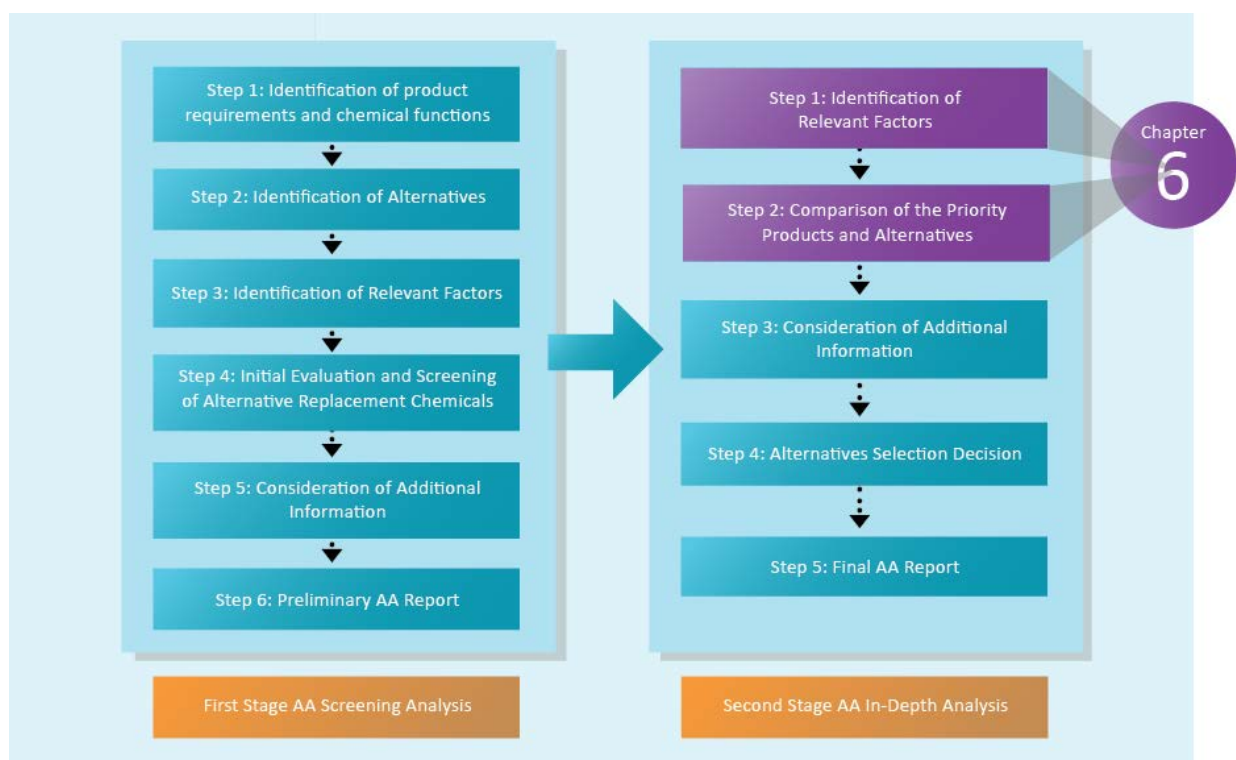 Step 1: Identification of product
requirements and chemical functions
Step 2: Identification of Alternatives
Step 3: Identification of Relevant Factors
Step 4: Initial Evaluation and Screening
of Alternative Replacement Chemicals
Step 5: Consideration of Additional
Information
Step 6: Preliminary AA Report
First Stage AA Screening Analysis
Step 1: Identification of
Relevant Factors
Step 2: Comparison of the Priority
Products and Alternatives
Step 3: Consideration of Additional
Information
Step 4: Alternatives Selection Decision
Step 5: Final AA Report
Second Stage AA In-Depth Analysis
Chapter
6